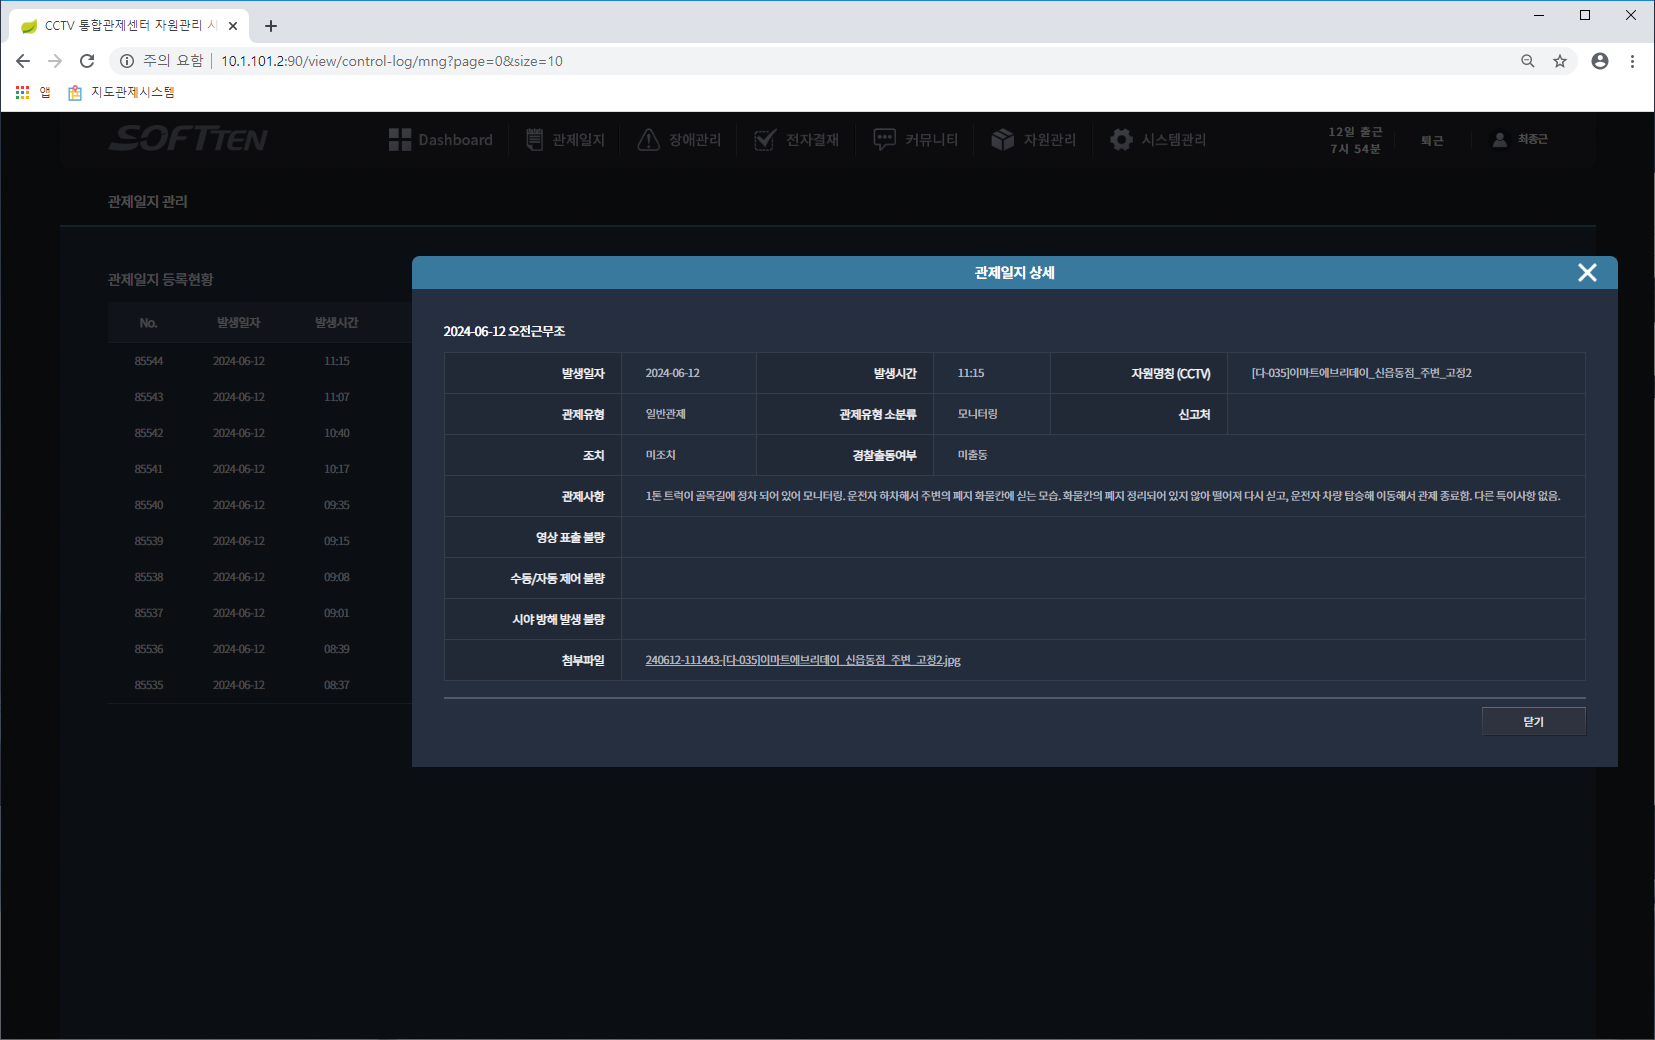 CCTV 통합관제센터 자원관리 시
주의 요함 | 10.1.101.2:90/view/control-log/mng?page=0&size=10
앱 지도관제시스템
SOFTTEN Dashboard 관제일지 장애관리 전자결재 커뮤니티 자원관리 시스템관리 12일 출근 퇴근 최종근
7시 54분
관제일지 관리
관제일지 등록현황
No. 발생일자 발생시간
85544 2024-06-12 11:15
85543 2024-06-12 11:07
85542 2024-06-12 10:40
85541 2024-06-12 10:17
85540 2024-06-12 09:35
85539 2024-06-12 09:15
85538 2024-06-12 09:08
85537 2024-06-12 09:01
85536 2024-06-12 08:39
85535 2024-06-12 08:37
관제일지 상세
2024-06-12 오전근무조
발생일자 2024-06-12 발생시간 11:15 자원명칭 (CCTV) [다-035]이마트에브리데이_신읍동점_주변_고정2
관제유형 일반관제 관제유형 소분류 모니터링 신고처
조치 미조치 경찰출동여부 미출동
관제사항 1톤 트럭이 골목길에 정차 되어 있어 모니터링. 운전자 하차해서 주변의 폐지 화물칸에 싣는 모습. 화물칸의 폐지 정리되어 있지 않아 떨어져 다시 싣고, 운전자 차량 탑승해 이동해서 관제 종료함. 다른 특이사항 없음.
영상 표출 불량
수동/자동 제어 불량
시야 방해 발생 불량
첨부파일 240612-111443-[다-035]이마트에브리데이_신읍동점_주변_고정2.jpg
닫기